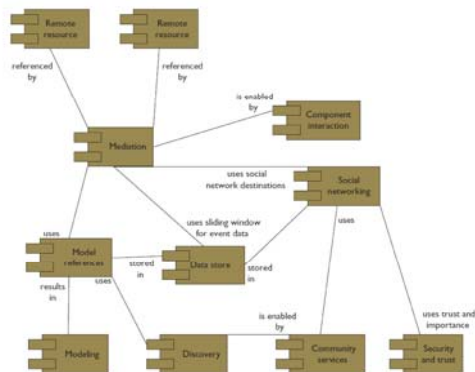 Remote
resource
Remote
resource
referenced
by
referenced
by
is enabled
by
Component
interaction
Mediation
uses social
network destinations
Social
networking
uses sliding window
for event data
uses
uses
Model
references
stored
in
Data store
stored
in
results
in
uses
is enabled
by
uses trust and
importance
Modeling
Discovery
Community
services
Security
and trust